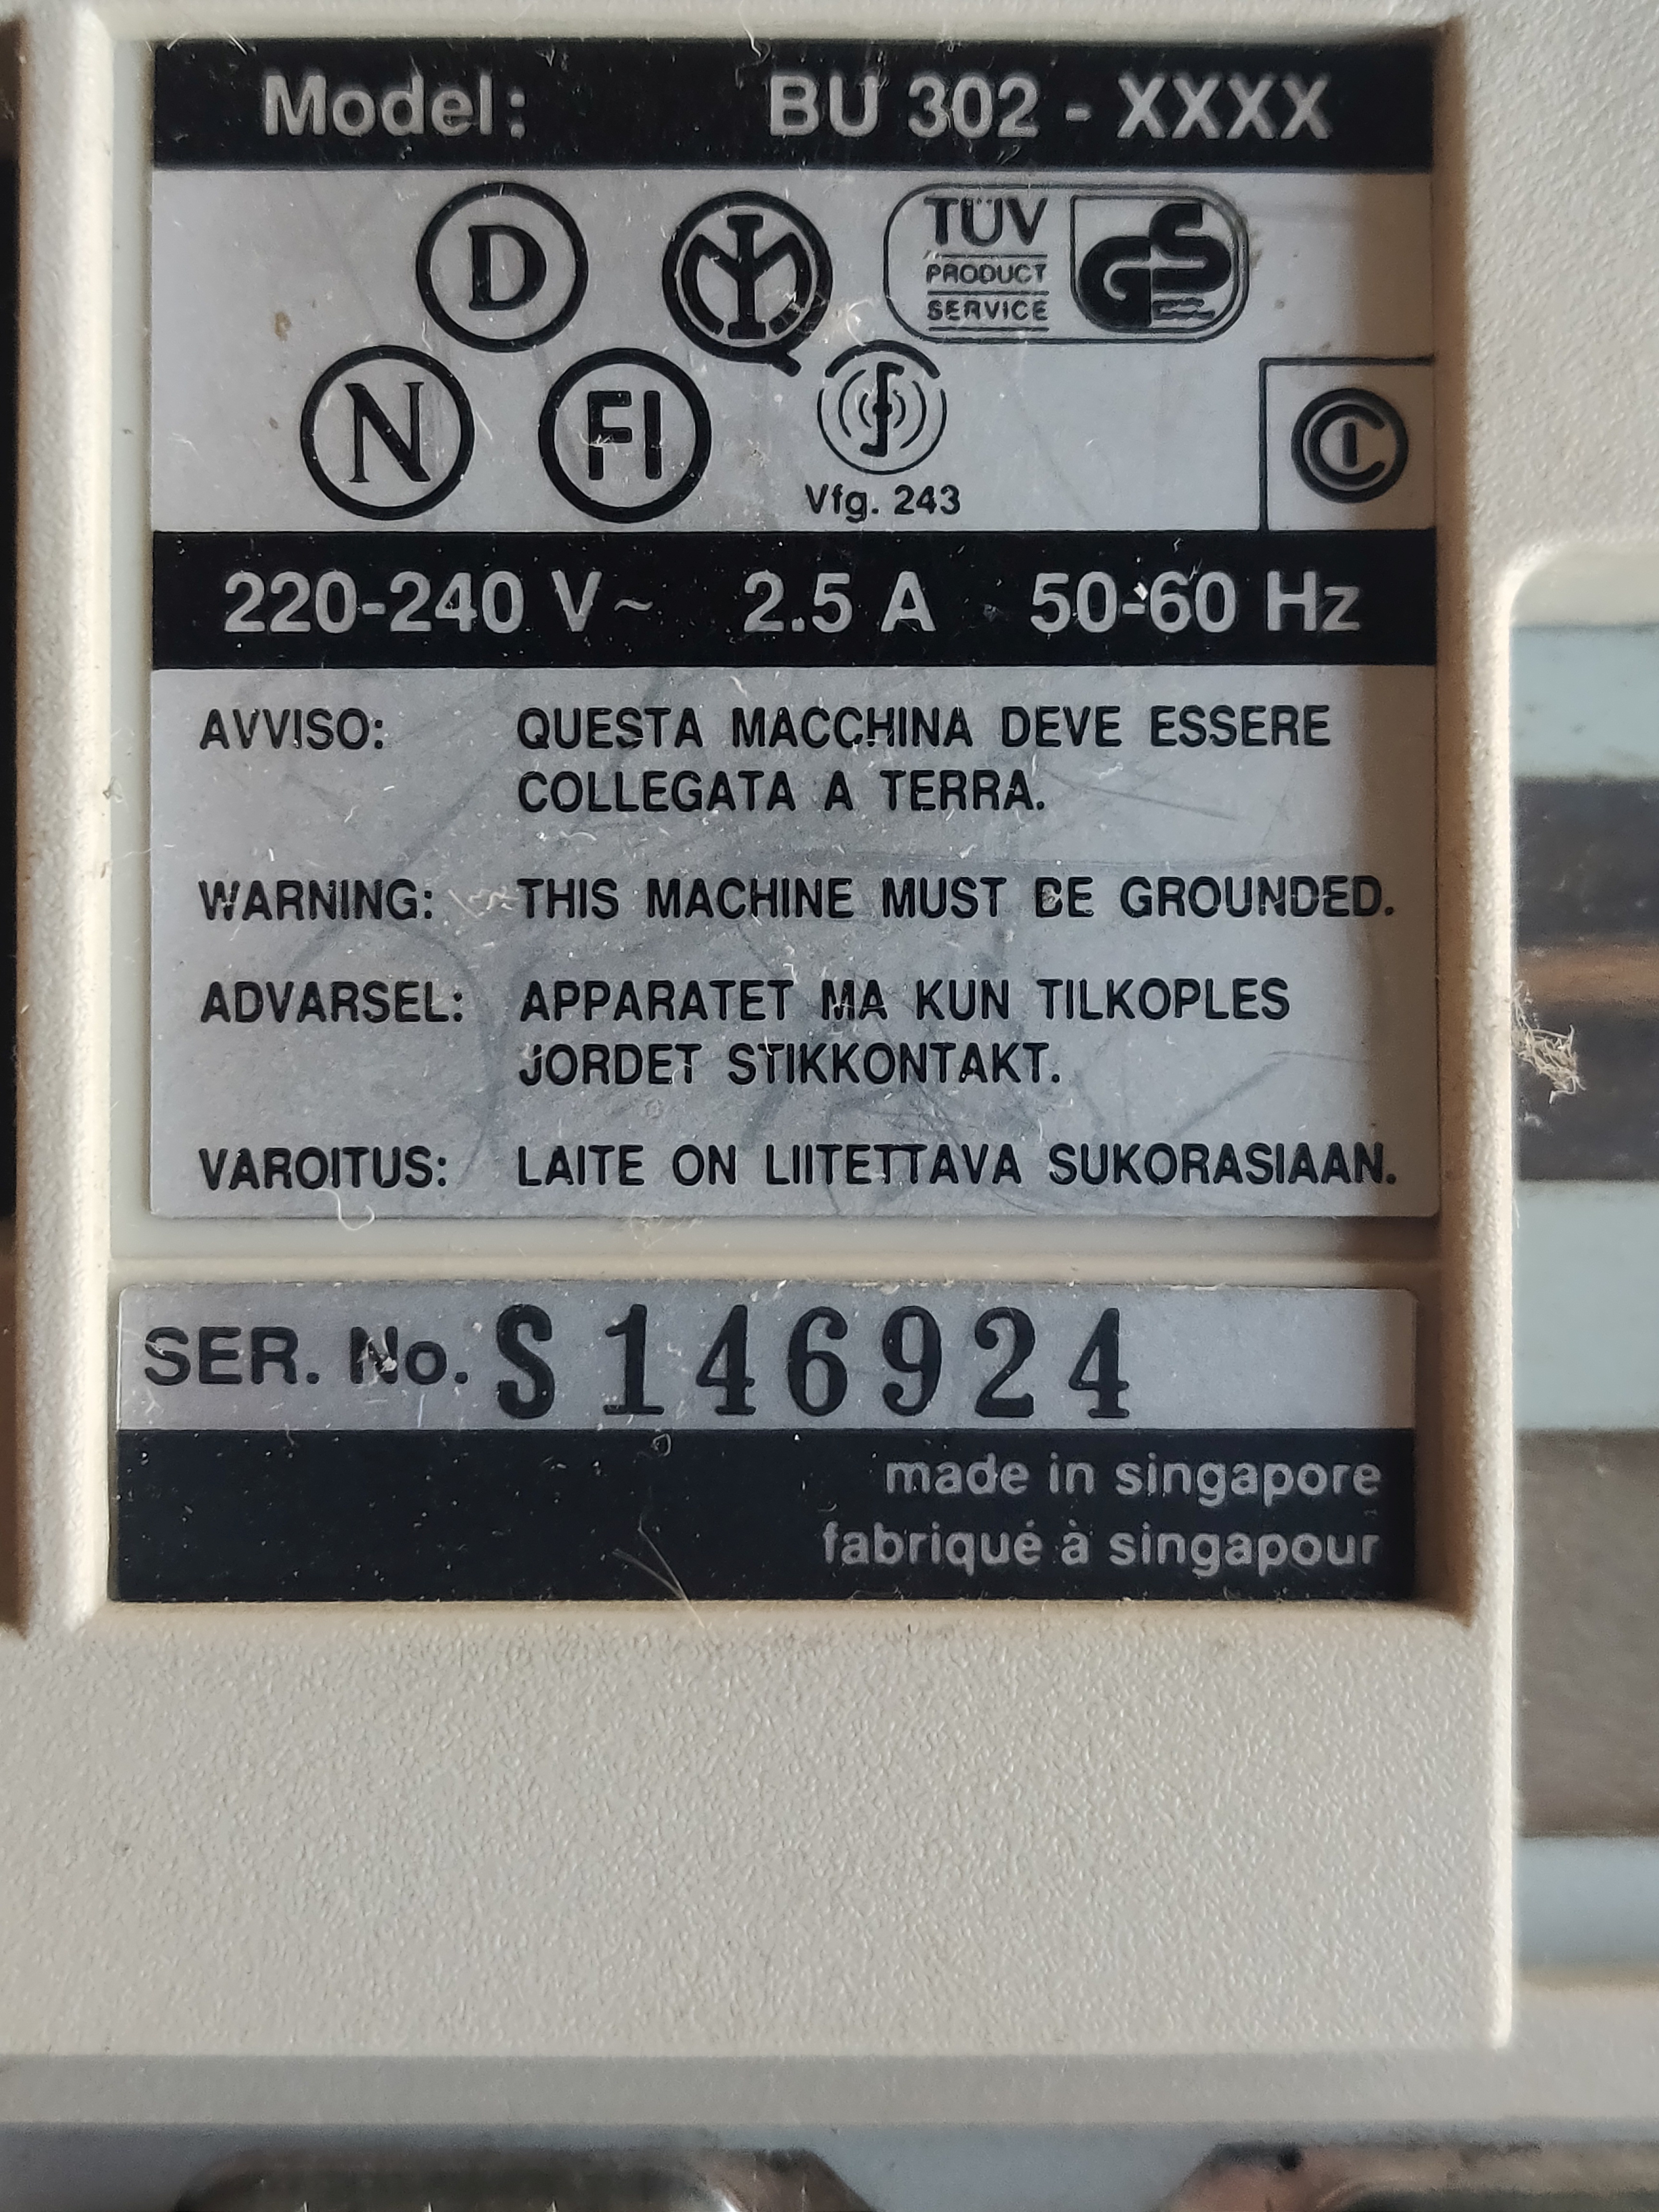 Model: BU 302 - XXXX
D
TÜV
PRODUCT
SERVICE
GS
N FI
Vfg. 243
220-240 V~ 2.5 A 50-60 Hz
AVVISO: QUESTA MACCHINA DEVE ESSERE
COLLEGATA A TERRA.
WARNING: THIS MACHINE MUST BE GROUNDED.
ADVARSEL: APPARATET MA KUN TILKOPLES
JORDET STIKKONTAKT.
VAROITUS: LAITE ON LIITETTAVA SUKORASIAAN.
SER. No. S146924
made in singapore
fabriqué à singapour